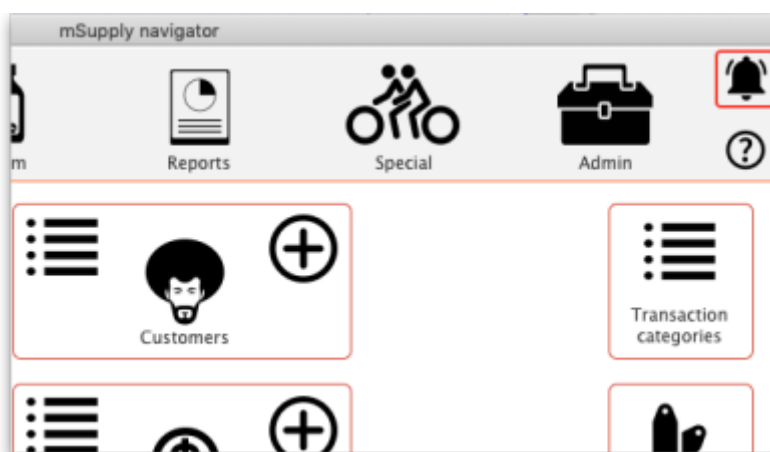 mSupply navigator
m
Reports
Special
Admin
Customers
Transaction
categories